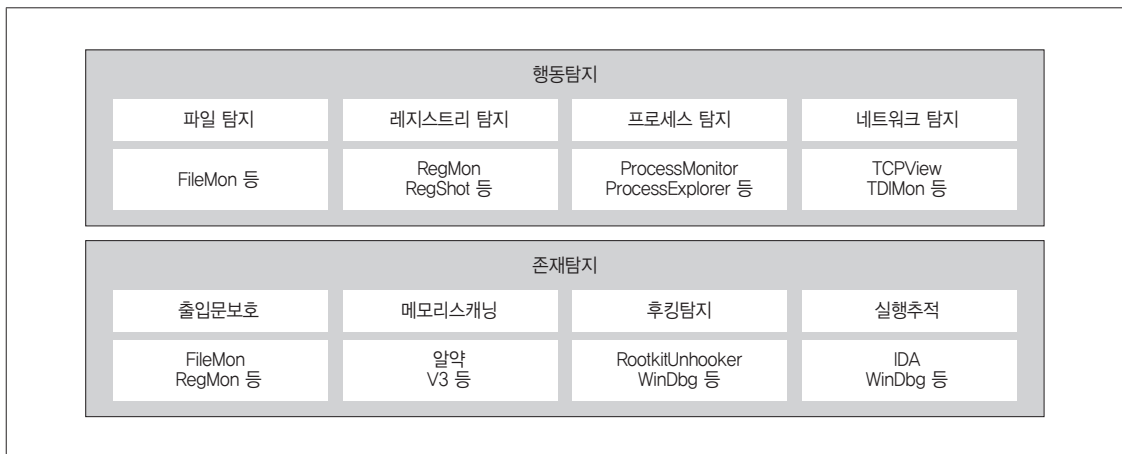 행동탐지
파일 탐지
레지스트리 탐지
프로세스 탐지
네트워크 탐지
FileMon 등
RegMon
RegShot 등
ProcessMonitor
ProcessExplorer 등
TCPView
TDIMon 등
존재탐지
출입문보호
메모리스캐닝
후킹탐지
실행추적
FileMon
RegMon 등
알약
V3 등
RootkitUnhooker
WinDbg 등
IDA
WinDbg 등